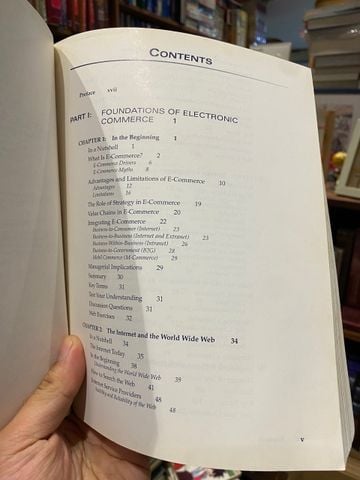 CONTENTS
Preface xvii
PART I: FOUNDATIONS OF ELECTRONIC
COMMERCE 1
CHAPTER 1: In the Beginning 1
In a Nutshell 1
What Is E-Commerce? 2
E-Commerce Drivers 6
E-Commerce Myths 8
Advantages and Limitations of E-Commerce 10
Advantages 12
Limitations 16
The Role of Strategy in E-Commerce 19
Value Chains in E-Commerce 20
Integrating E-Commerce 22
Business-to-Consumer (Internet) 23
Business-to-Business (Internet and Extranet) 23
Business-Within-Business (Intranet) 26
Business-to-Government (B2G) 28
Mobil Commerce (M-Commerce) 29
Managerial Implications 29
Summary 30
Key Terms 31
Test Your Understanding 31
Discussion Questions 31
Web Exercises 32
CHAPTER 2: The Internet and the World Wide Web 34
In a Nutshell 34
The Internet Today 35
In the Beginning 38
Understanding the World Wide Web 39
How to Search the Web 41
Internet Service Providers 48
Stability and Reliability of the Web 48
v